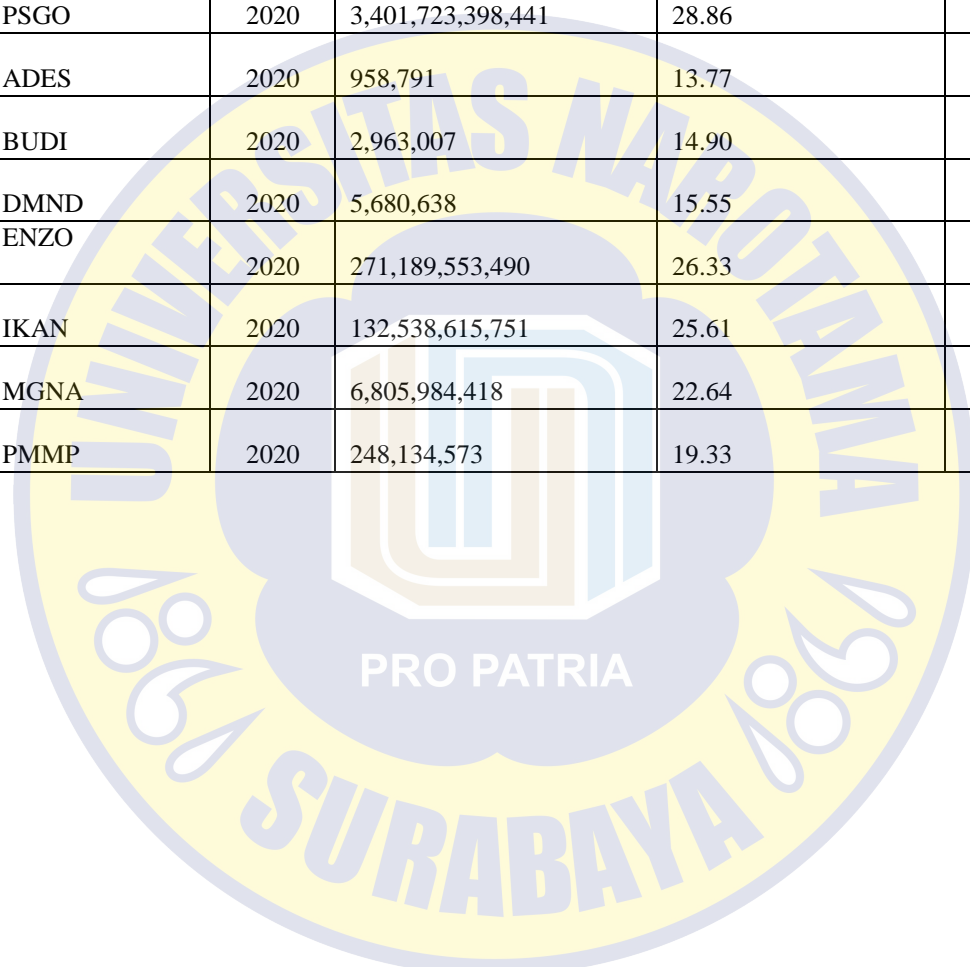 PSGO 2020 3,401,723,398,441 28.86
ADES 2020 958,791 13.77
BUDI 2020 2,963,007 14.90
DMND 2020 5,680,638 15.55
ENZO 2020 271,189,553,490 26.33
IKAN 2020 132,538,615,751 25.61
MGNA 2020 6,805,984,418 22.64
PMMP 2020 248,134,573 19.33
UNIVERSITAS NAROTAMA
PRO PATRIA
SURABAYA